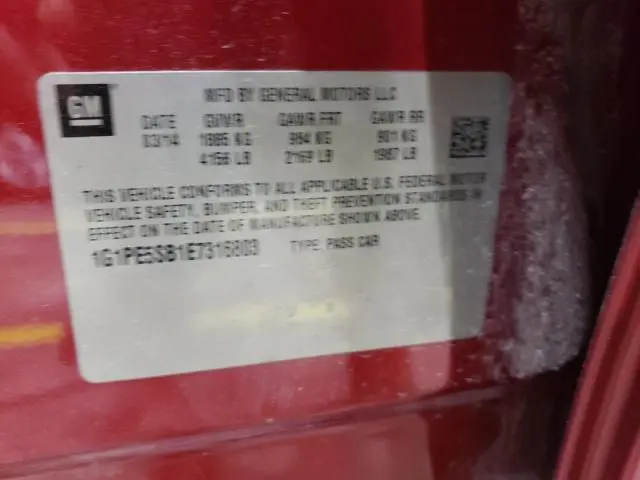 GM
MFD BY GENERAL MOTORS LLC
DATE GVWR GAWR FRT GAWR RR
03/14 1885 KG 984 KG 901 KG
4156 LB 2169 LB 1987 LB
THIS VEHICLE CONFORMS TO ALL APPLICABLE U.S. FEDERAL MOTOR
VEHICLE SAFETY, BUMPER, AND THEFT PREVENTION STANDARDS IN
EFFECT ON THE DATE OF MANUFACTURE SHOWN ABOVE.
1G1PE5SB1E7316803 TYPE: PASS CAR